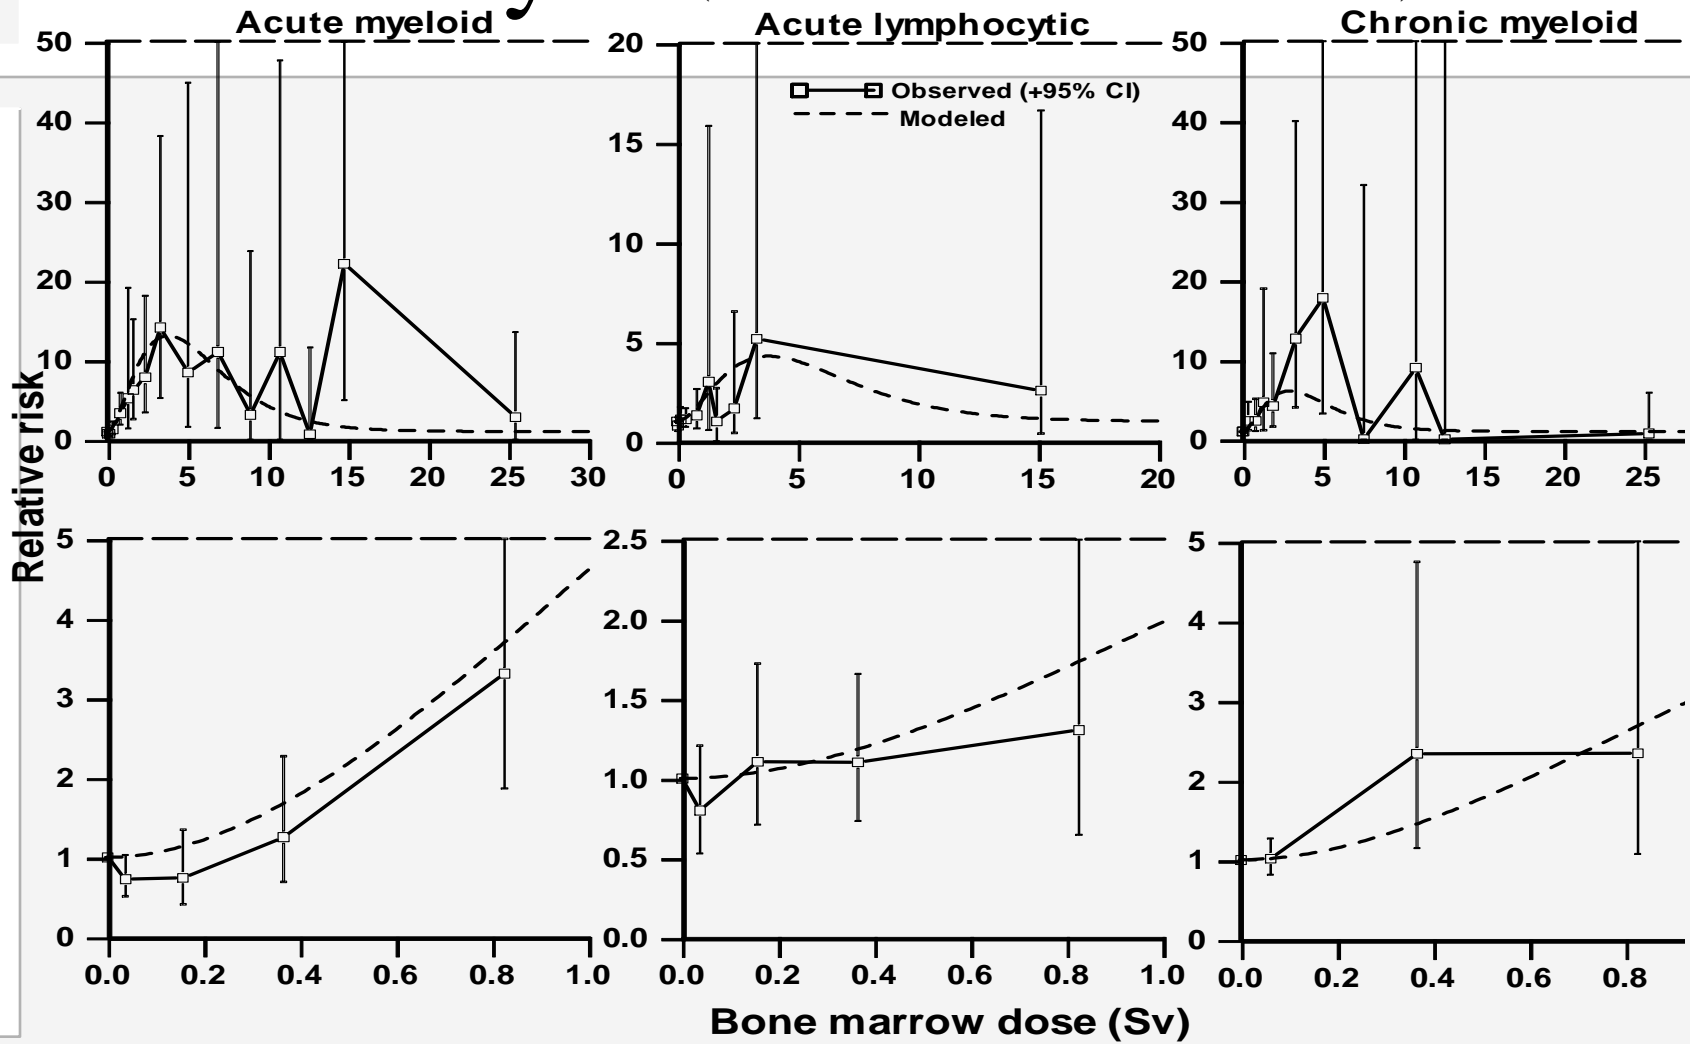 Acute myeloid
Acute lymphocytic
Chronic myeloid
50
40
30
20
10
0
0 5 10 15 20 25 30
20
15
10
5
0
0 5 10 15 20
Observed (+95% CI)
Modeled
50
40
30
20
10
0
0 5 10 15 20 25
Relative risk
5
4
3
2
1
0
0.0 0.2 0.4 0.6 0.8 1.0
2.5
2.0
1.5
1.0
0.5
0.0
0.0 0.2 0.4 0.6 0.8 1.0
5
4
3
2
1
0
0.0 0.2 0.4 0.6 0.8
Bone marrow dose (Sv)